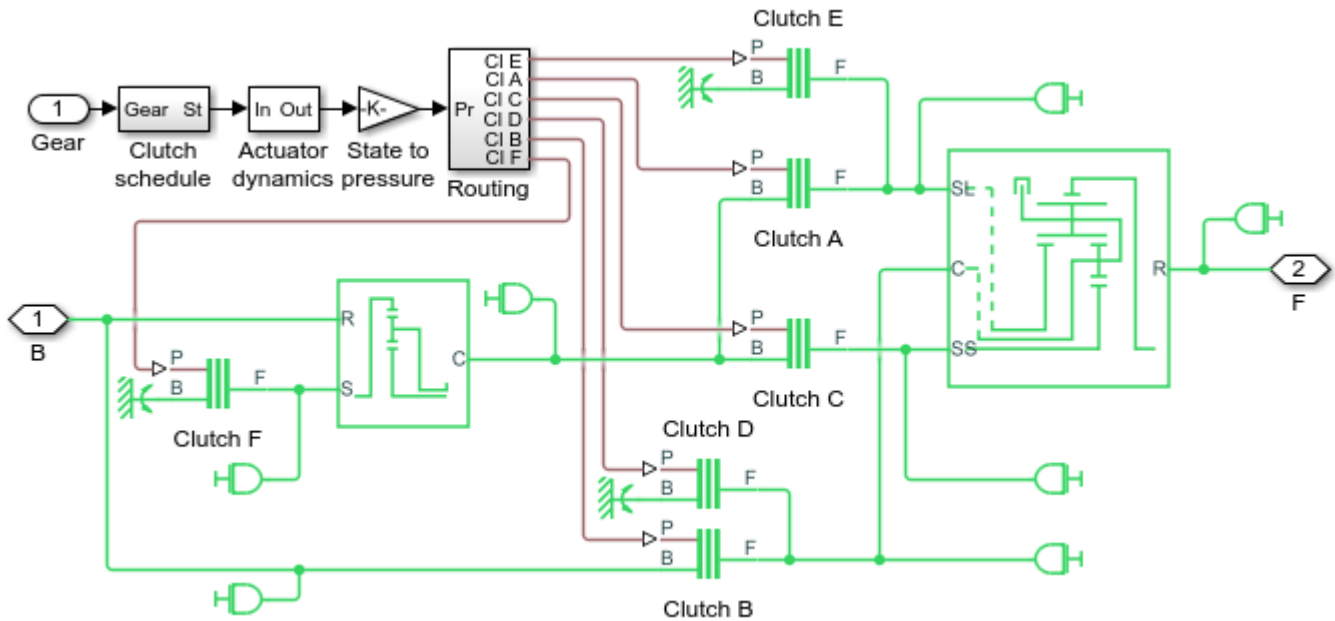 Clutch E
Cl E
P
F
B
Cl A
1
Gear St
In Out
-K-
Pr
Cl C
Cl D
Gear
Clutch
schedule
Actuator
dynamics
State to
pressure
Cl B
Cl F
Routing
P
F
B
SL
Clutch A
C
R
2
F
1
B
R
P
F
B
SS
C
P
F
B
S
Clutch C
Clutch F
Clutch D
P
F
B
P
F
B
Clutch B